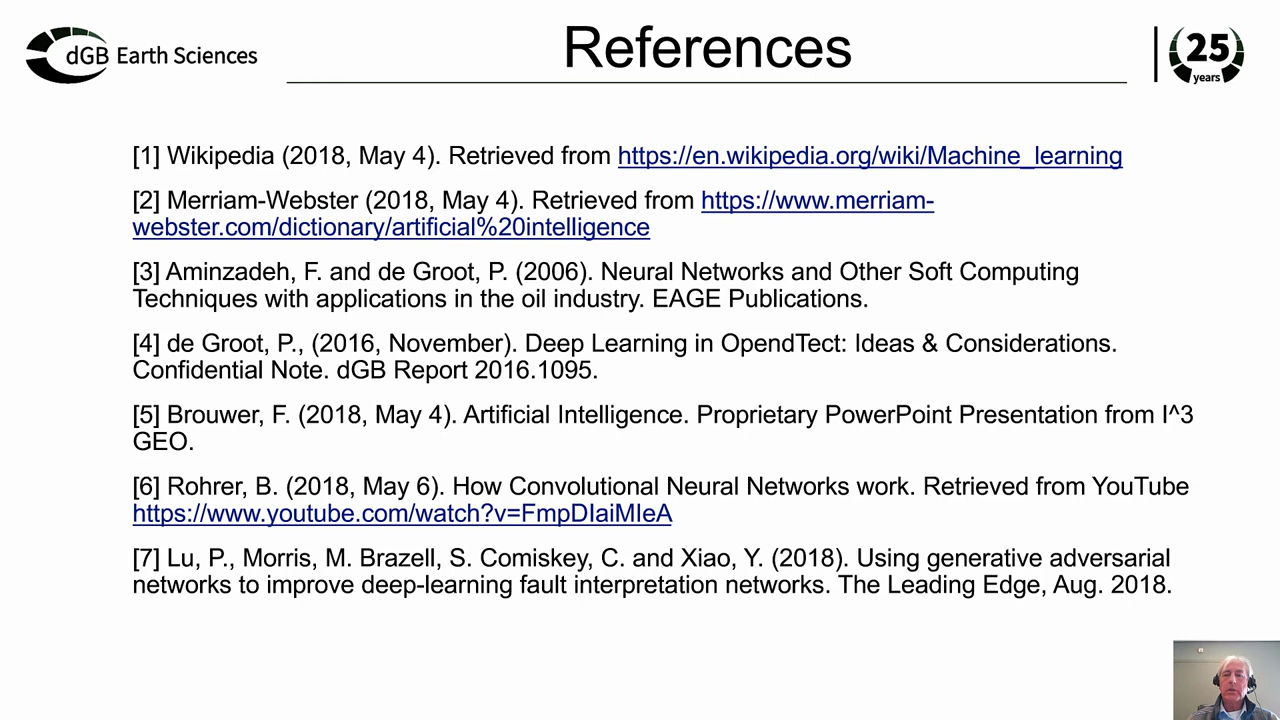 dGB Earth Sciences
References
25
years
[1] Wikipedia (2018, May 4). Retrieved from https://en.wikipedia.org/wiki/Machine_learning
[2] Merriam-Webster (2018, May 4). Retrieved from https://www.merriam-
webster.com/dictionary/artificial%20intelligence
[3] Aminzadeh, F. and de Groot, P. (2006). Neural Networks and Other Soft Computing
Techniques with applications in the oil industry. EAGE Publications.
[4] de Groot, P., (2016, November). Deep Learning in OpendTect: Ideas & Considerations.
Confidential Note. dGB Report 2016.1095.
[5] Brouwer, F. (2018, May 4). Artificial Intelligence. Proprietary PowerPoint Presentation from I^3
GEO.
[6] Rohrer, B. (2018, May 6). How Convolutional Neural Networks work. Retrieved from YouTube
https://www.youtube.com/watch?v=FmpDIaiMIeA
[7] Lu, P., Morris, M. Brazell, S. Comiskey, C. and Xiao, Y. (2018). Using generative adversarial
networks to improve deep-learning fault interpretation networks. The Leading Edge, Aug. 2018.